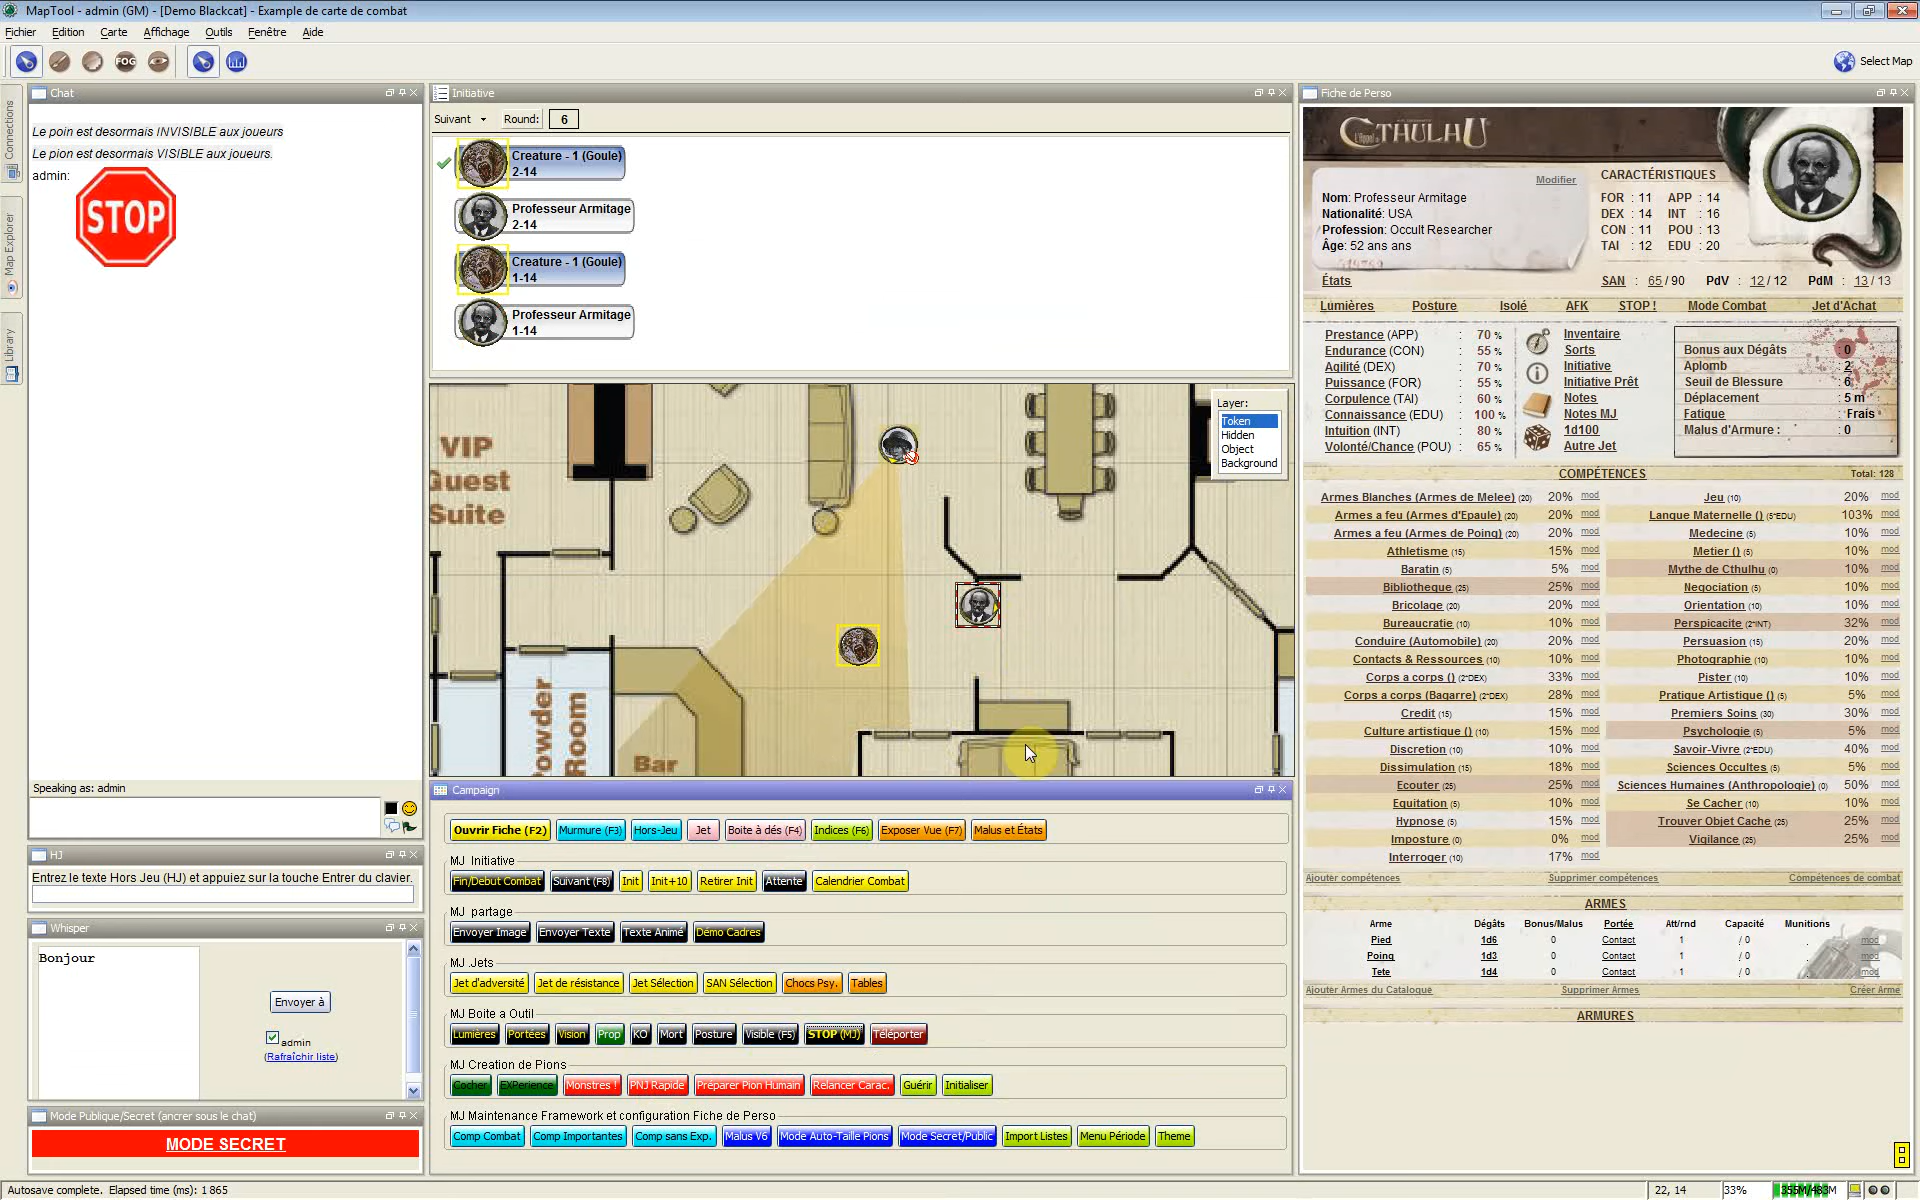 MapTool - admin (GM) - [Demo Blackcat] - Example de carte de combat
Fichier Edition Carte Affichage Outils Fenêtre Aide
FOG
Select Map
Connections
Map Explorer
Library
Chat
Le poin est desormais INVISIBLE aux joueurs
Le pion est desormais VISIBLE aux joueurs.
admin:
STOP
Speaking as: admin
HJ
Entrez le texte Hors Jeu (HJ) et appuiez sur la touche Entrer du clavier.
Whisper
Bonjour
Envoyer à
admin
(Rafraîchir liste)
Mode Publique/Secret (ancrer sous le chat)
MODE SECRET
Initiative
Suivant Round: 6
Creature - 1 (Goule)
2-14
Professeur Armitage
2-14
Creature - 1 (Goule)
1-14
Professeur Armitage
1-14
VIP
Guest
Suite
Powder
Room
Bar
Layer:
Token
Hidden
Object
Background
Campaign
Ouvrir Fiche (F2) Murmure (F3) Hors-Jeu Jet Boite à dés (F4) Indices (F6) Exposer Vue (F7) Malus et États
MJ Initiative
Fin/Debut Combat Suivant (F8) Init Init+10 Retirer Init Attente Calendrier Combat
MJ partage
Envoyer Image Envoyer Texte Texte Animé Démo Cadres
MJ .Jets
Jet d'adversité Jet de résistance Jet Sélection SAN Sélection Chocs Psy. Tables
MJ Boite a Outil
Lumières Portées Vision Prop KO Mort Posture Visible (F5) STOP (MJ) Téléporter
MJ Creation de Pions
Cocher EXPerience Monstres ! PNJ Rapide Préparer Pion Humain Relancer Carac. Guérir Initialiser
MJ Maintenance Framework et configuration Fiche de Perso
Comp Combat Comp Importantes Comp sans Exp. Malus V6 Mode Auto-Taille Pions Mode Secret/Public Import Listes Menu Période Theme
Fiche de Perso
L'Appel de CTHULHU
Modifier
Nom: Professeur Armitage
Nationalité: USA
Profession: Occult Researcher
Âge: 52 ans ans
CARACTÉRISTIQUES
FOR : 11 APP : 14
DEX : 14 INT : 16
CON : 11 POU : 13
TAI : 12 EDU : 20
États
SAN : 65 / 90 PdV : 12 / 12 PdM : 13 / 13
Lumières Posture Isolé AFK STOP ! Mode Combat Jet d'Achat
Prestance (APP) : 70 %
Endurance (CON) : 55 %
Agilité (DEX) : 70 %
Puissance (FOR) : 55 %
Corpulence (TAI) : 60 %
Connaissance (EDU) : 100 %
Intuition (INT) : 80 %
Volonté/Chance (POU) : 65 %
Inventaire
Sorts
Initiative
Initiative Prêt
Notes
Notes MJ
1d100
Autre Jet
Bonus aux Dégâts : 0
Aplomb : 2
Seuil de Blessure : 6
Déplacement : 5 m
Fatigue : Frais
Malus d'Armure : : 0
COMPÉTENCES Total: 128
Armes Blanches (Armes de Melee) (20) 20% mod Jeu (10) 20% mod
Armes a feu (Armes d'Epaule) (20) 20% mod Langue Maternelle () (5*EDU) 103% mod
Armes a feu (Armes de Poing) (20) 20% mod Medecine (5) 10% mod
Athletisme (15) 15% mod Metier () (5) 10% mod
Baratin (5) 5% mod Mythe de Cthulhu (0) 10% mod
Bibliotheque (25) 25% mod Negociation (5) 10% mod
Bricolage (20) 20% mod Orientation (10) 10% mod
Bureaucratie (10) 10% mod Perspicacite (2*INT) 32% mod
Conduire (Automobile) (20) 20% mod Persuasion (15) 20% mod
Contacts & Ressources (10) 10% mod Photographie (10) 10% mod
Corps a corps () (2*DEX) 33% mod Pister (10) 10% mod
Corps a corps (Bagarre) (2*DEX) 28% mod Pratique Artistique () (5) 5% mod
Credit (15) 15% mod Premiers Soins (30) 30% mod
Culture artistique () (10) 15% mod Psychologie (5) 5% mod
Discretion (10) 10% mod Savoir-Vivre (2*EDU) 40% mod
Dissimulation (15) 18% mod Sciences Occultes (5) 5% mod
Ecouter (25) 25% mod Sciences Humaines (Anthropologie) (0) 50% mod
Equitation (5) 10% mod Se Cacher (10) 10% mod
Hypnose (5) 15% mod Trouver Objet Cache (25) 25% mod
Imposture (0) 0% mod Vigilance (25) 25% mod
Interroger (10) 17% mod
Ajouter compétences Supprimer compétences Compétences de combat
ARMES
Arme Dégâts Bonus/Malus Portée Att/rnd Capacité Munitions
Pied 1d6 0 Contact 1 / 0 mod
Poing 1d3 0 Contact 1 / 0 mod
Tete 1d4 0 Contact 1 / 0 mod
Ajouter Armes du Catalogue Supprimer Armes Créer Arme
ARMURES
Autosave complete. Elapsed time (ms): 1 865
22, 14 33% 355M/483M